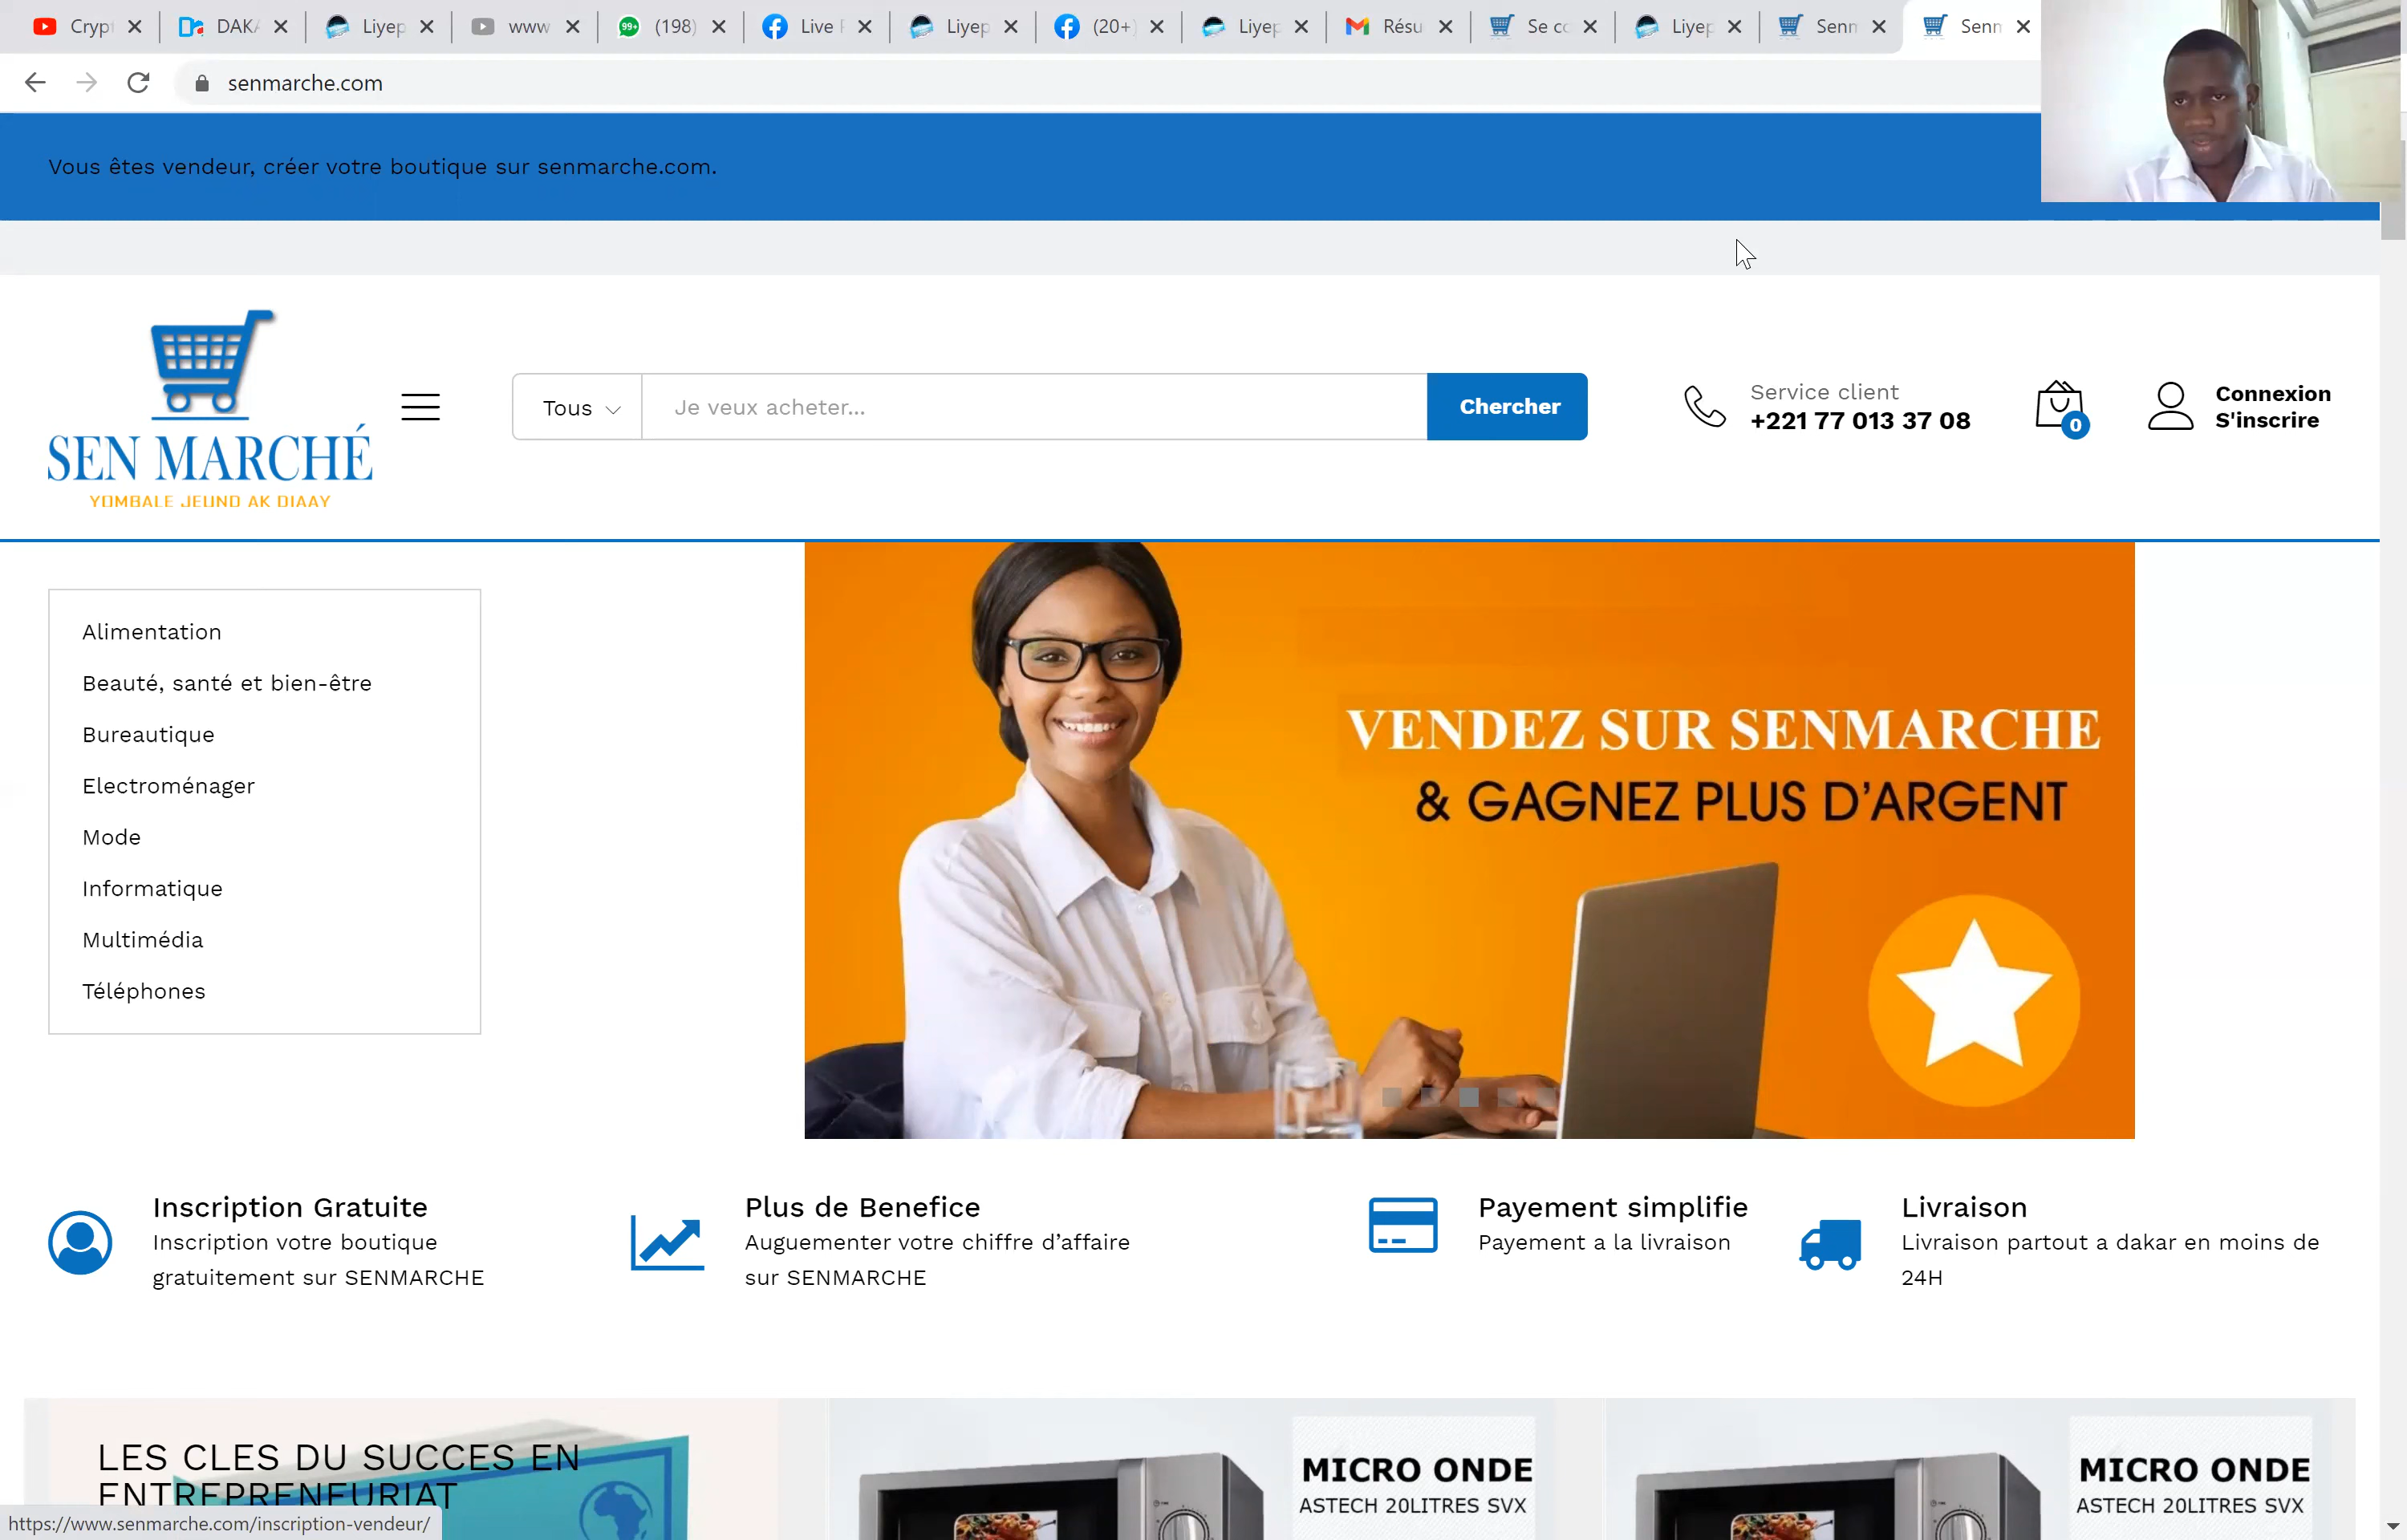 Cryp
DAKA
Liyep
www
99+
(198)
Live
Liyep
(20+)
Liyep
Résu
Se co
Liyep
Senm
Senm
senmarche.com
Vous êtes vendeur, créer votre boutique sur senmarche.com.
SEN MARCHÉ
YOMBALE JEUND AK DIAAY
Tous
Je veux acheter...
Chercher
Service client
+221 77 013 37 08
0
Connexion
S'inscrire
Alimentation
Beauté, santé et bien-être
Bureautique
Electroménager
Mode
Informatique
Multimédia
Téléphones
VENDEZ SUR SENMARCHE
& GAGNEZ PLUS D'ARGENT
Inscription Gratuite
Inscription votre boutique
gratuitement sur SENMARCHE
Plus de Benefice
Auguementer votre chiffre d’affaire
sur SENMARCHE
Payement simplifie
Payement a la livraison
Livraison
Livraison partout a dakar en moins de
24H
LES CLES DU SUCCES EN
ENTREPRENEURIAT
MICRO ONDE
ASTECH 20LITRES SVX
MICRO ONDE
ASTECH 20LITRES SVX
https://www.senmarche.com/inscription-vendeur/